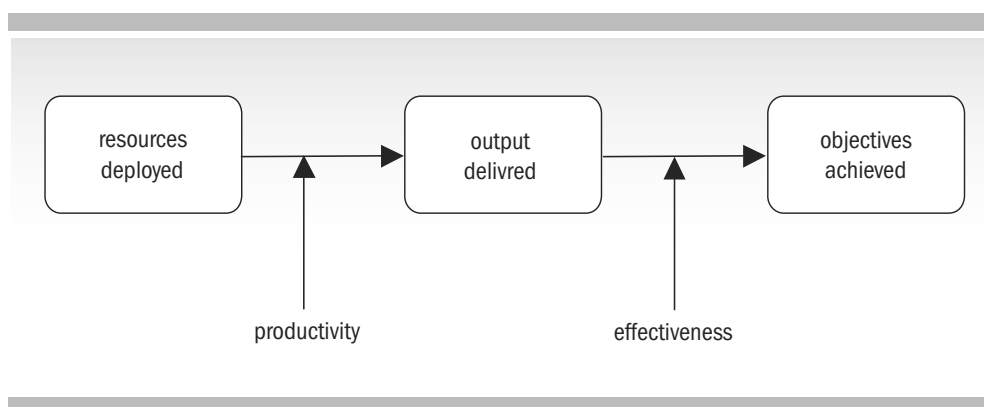 resources
deployed
output
delivred
objectives
achieved
productivity
effectiveness